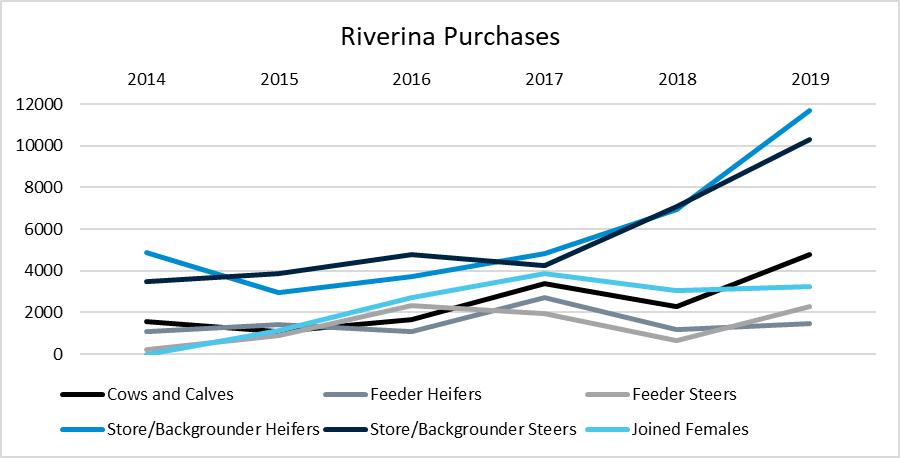 Riverina Purchases
2014 2015 2016 2017 2018 2019
12000
10000
8000
6000
4000
2000
0
Cows and Calves Feeder Heifers Feeder Steers
Store/Backgrounder Heifers Store/Backgrounder Steers Joined Females